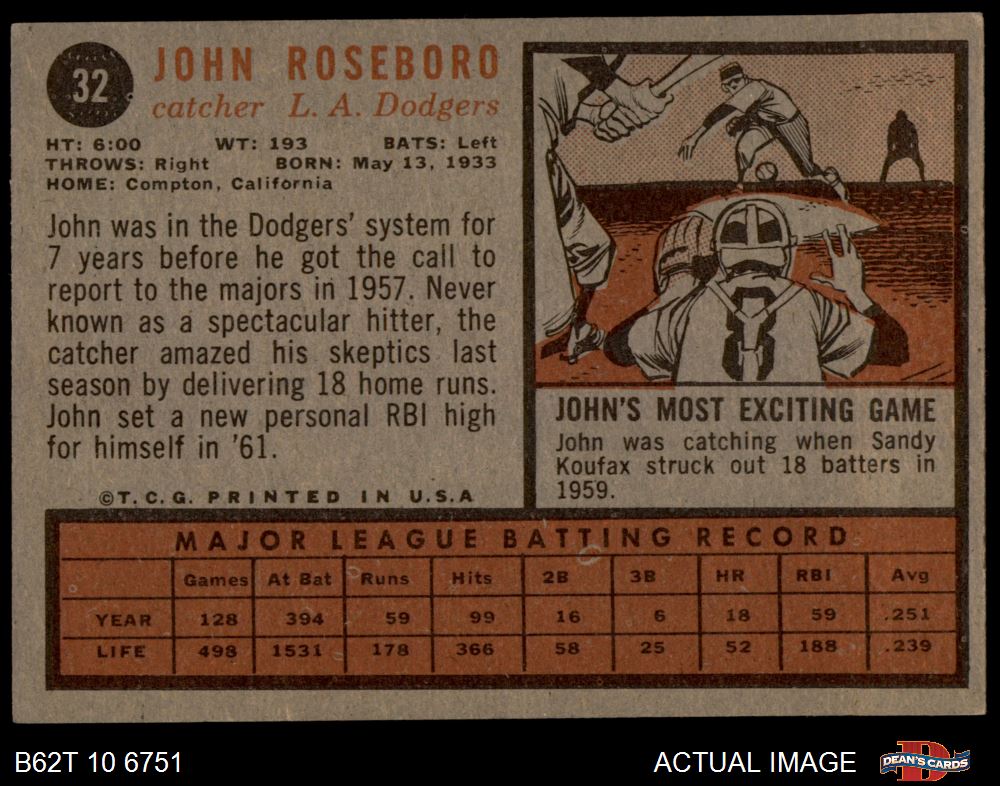 32
JOHN ROSEBORO
catcher L. A. Dodgers
HT: 6:00 WT: 193 BATS: Left
THROWS: Right BORN: May 13, 1933
HOME: Compton, California
John was in the Dodgers' system for
7 years before he got the call to
report to the majors in 1957. Never
known as a spectacular hitter, the
catcher amazed his skeptics last
season by delivering 18 home runs.
John set a new personal RBI high
for himself in '61.
©T. C. G. PRINTED IN U. S. A
8
JOHN'S MOST EXCITING GAME
John was catching when Sandy
Koufax struck out 18 batters in
1959.
MAJOR LEAGUE BATTING RECORD
Games At Bat Runs Hits 2B 3B HR RBI Avg
YEAR 128 394 59 99 16 6 18 59 .251
LIFE 498 1531 178 366 58 25 52 188 .239
B62T 10 6751
ACTUAL IMAGE
DEAN'S CARDS